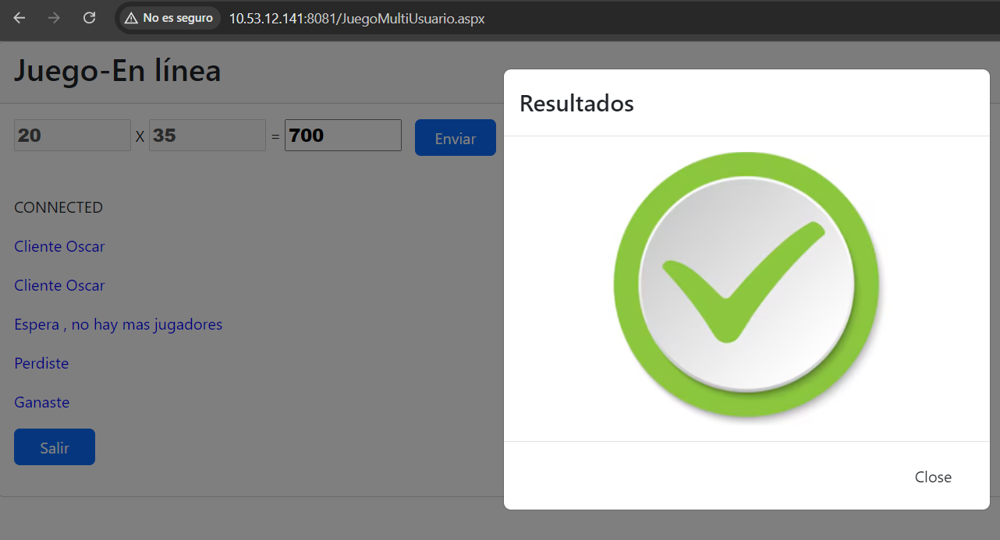 No es seguro 10.53.12.141:8081/JuegoMultiUsuario.aspx
Juego-En línea
Resultados
20 X 35 = 700 Enviar
CONNECTED
Cliente Oscar
Cliente Oscar
Espera , no hay mas jugadores
Perdiste
Ganaste
Salir
Close